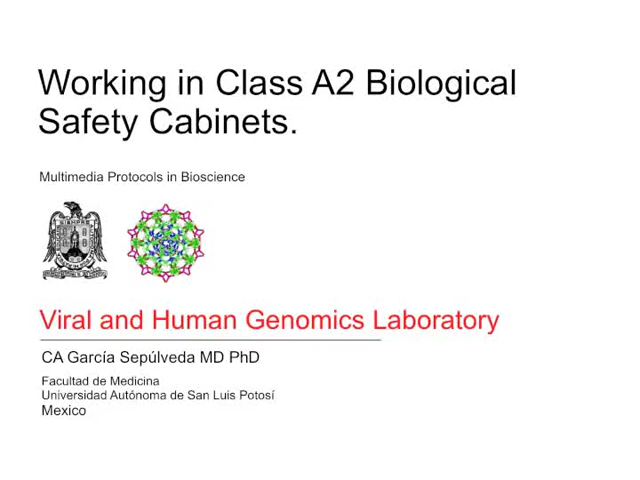 Working in Class A2 Biological
Safety Cabinets.
Multimedia Protocols in Bioscience
SIEMPRE
Viral and Human Genomics Laboratory
CA García Sepúlveda MD PhD
Facultad de Medicina
Universidad Autónoma de San Luis Potosí
Mexico